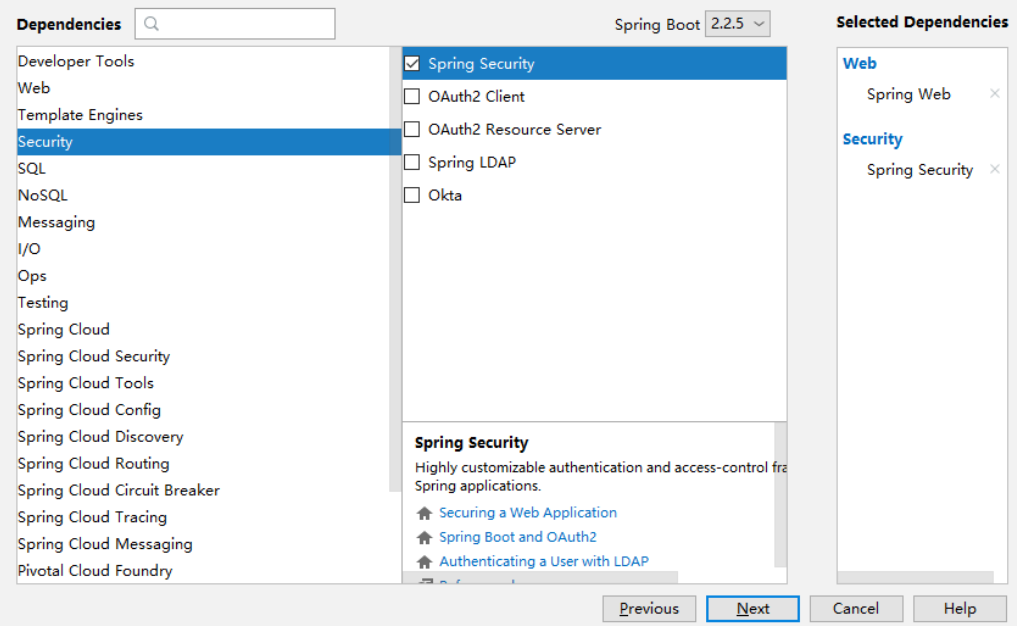 Dependencies
Spring Boot 2.2.5
Selected Dependencies
Developer Tools
Web
Template Engines
Security
SQL
NoSQL
Messaging
I/O
Ops
Testing
Spring Cloud
Spring Cloud Security
Spring Cloud Tools
Spring Cloud Config
Spring Cloud Discovery
Spring Cloud Routing
Spring Cloud Circuit Breaker
Spring Cloud Tracing
Spring Cloud Messaging
Pivotal Cloud Foundry
Spring Security
OAuth2 Client
OAuth2 Resource Server
Spring LDAP
Okta
Spring Security
Highly customizable authentication and access-control fra
Spring applications.
Securing a Web Application
Spring Boot and OAuth2
Authenticating a User with LDAP
Web
Spring Web
Security
Spring Security
Previous
Next
Cancel
Help